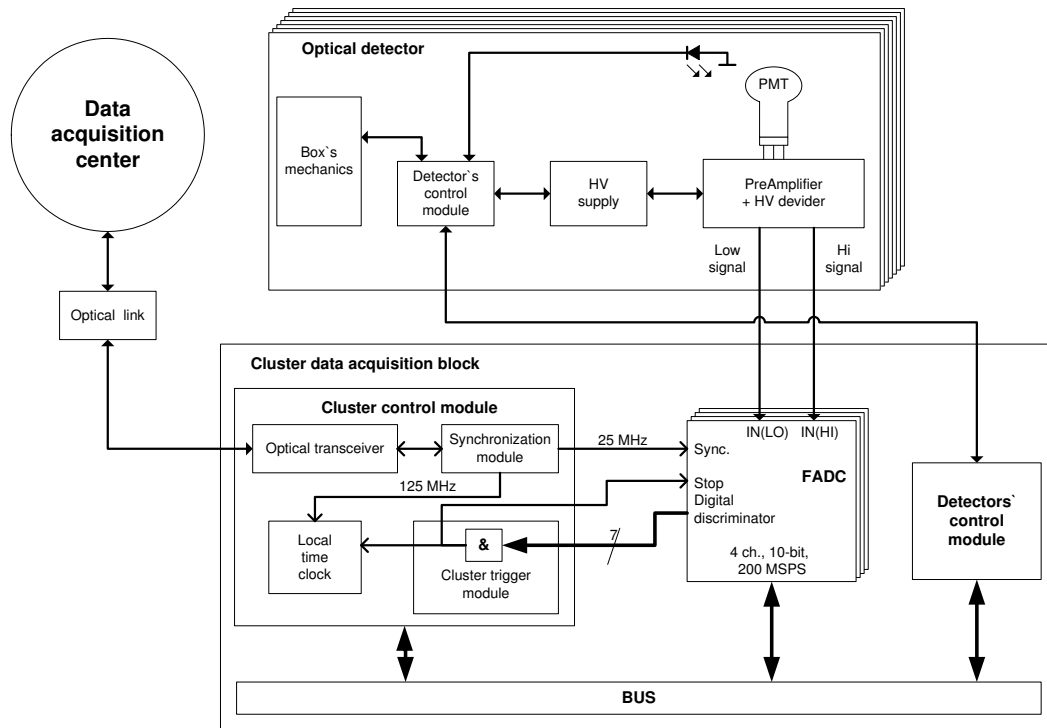 Optical detector
PMT
Data
acquisition
center
Box`s
mechanics
Detector`s
control
module
HV
supply
PreAmplifier
+ HV devider
Low
signal
Hi
signal
Optical link
Cluster data acquisition block
Cluster control module
Optical transceiver
Synchronization
module
25 MHz
125 MHz
Local
time
clock
&
Cluster trigger
module
7
IN(LO)
IN(HI)
Sync.
FADC
Stop
Digital
discriminator
4 ch., 10-bit,
200 MSPS
Detectors`
control
module
BUS